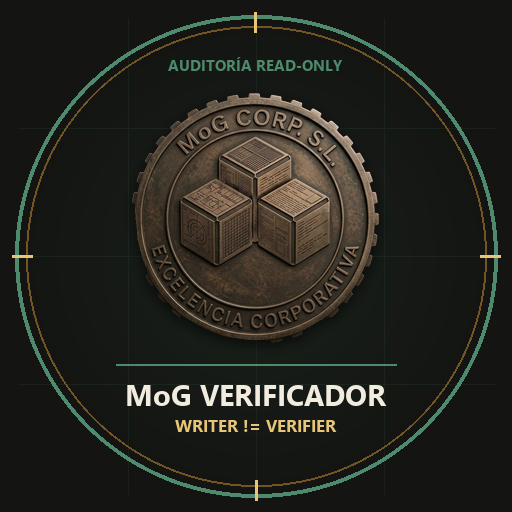 AUDITORÍA READ-ONLY
MoG CORP. S.L.
EXCELENCIA CORPORATIVA
MoG VERIFICADOR
WRITER != VERIFIER